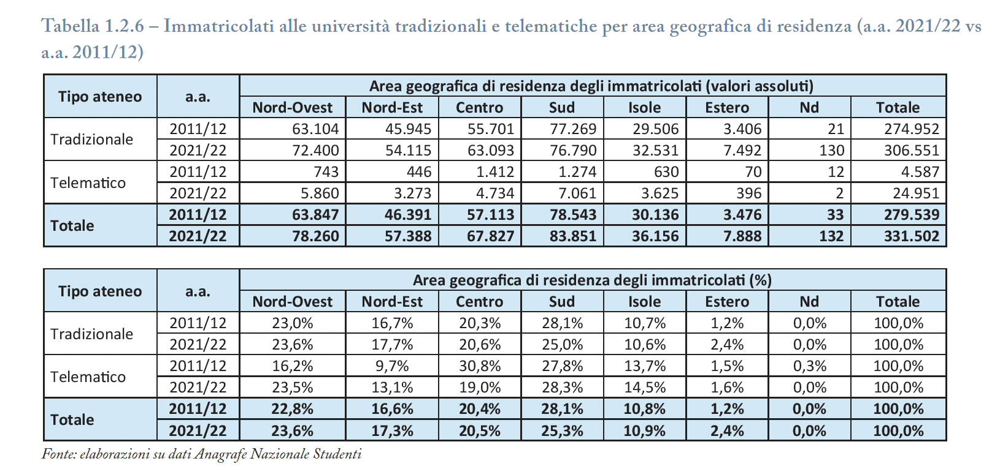 Tabella 1.2.6 – Immatricolati alle università tradizionali e telematiche per area geografica di residenza (a.a. 2021/22 vs
a.a. 2011/12)
Tipo ateneo a.a. Area geografica di residenza degli immatricolati (valori assoluti)
Nord-Ovest Nord-Est Centro Sud Isole Estero Nd Totale
Tradizionale 2011/12 63.104 45.945 55.701 77.269 29.506 3.406 21 274.952
2021/22 72.400 54.115 63.093 76.790 32.531 7.492 130 306.551
Telematico 2011/12 743 446 1.412 1.274 630 70 12 4.587
2021/22 5.860 3.273 4.734 7.061 3.625 396 2 24.951
Totale 2011/12 63.847 46.391 57.113 78.543 30.136 3.476 33 279.539
2021/22 78.260 57.388 67.827 83.851 36.156 7.888 132 331.502
Tipo ateneo a.a. Area geografica di residenza degli immatricolati (%)
Nord-Ovest Nord-Est Centro Sud Isole Estero Nd Totale
Tradizionale 2011/12 23,0% 16,7% 20,3% 28,1% 10,7% 1,2% 0,0% 100,0%
2021/22 23,6% 17,7% 20,6% 25,0% 10,6% 2,4% 0,0% 100,0%
Telematico 2011/12 16,2% 9,7% 30,8% 27,8% 13,7% 1,5% 0,3% 100,0%
2021/22 23,5% 13,1% 19,0% 28,3% 14,5% 1,6% 0,0% 100,0%
Totale 2011/12 22,8% 16,6% 20,4% 28,1% 10,8% 1,2% 0,0% 100,0%
2021/22 23,6% 17,3% 20,5% 25,3% 10,9% 2,4% 0,0% 100,0%
Fonte: elaborazioni su dati Anagrafe Nazionale Studenti